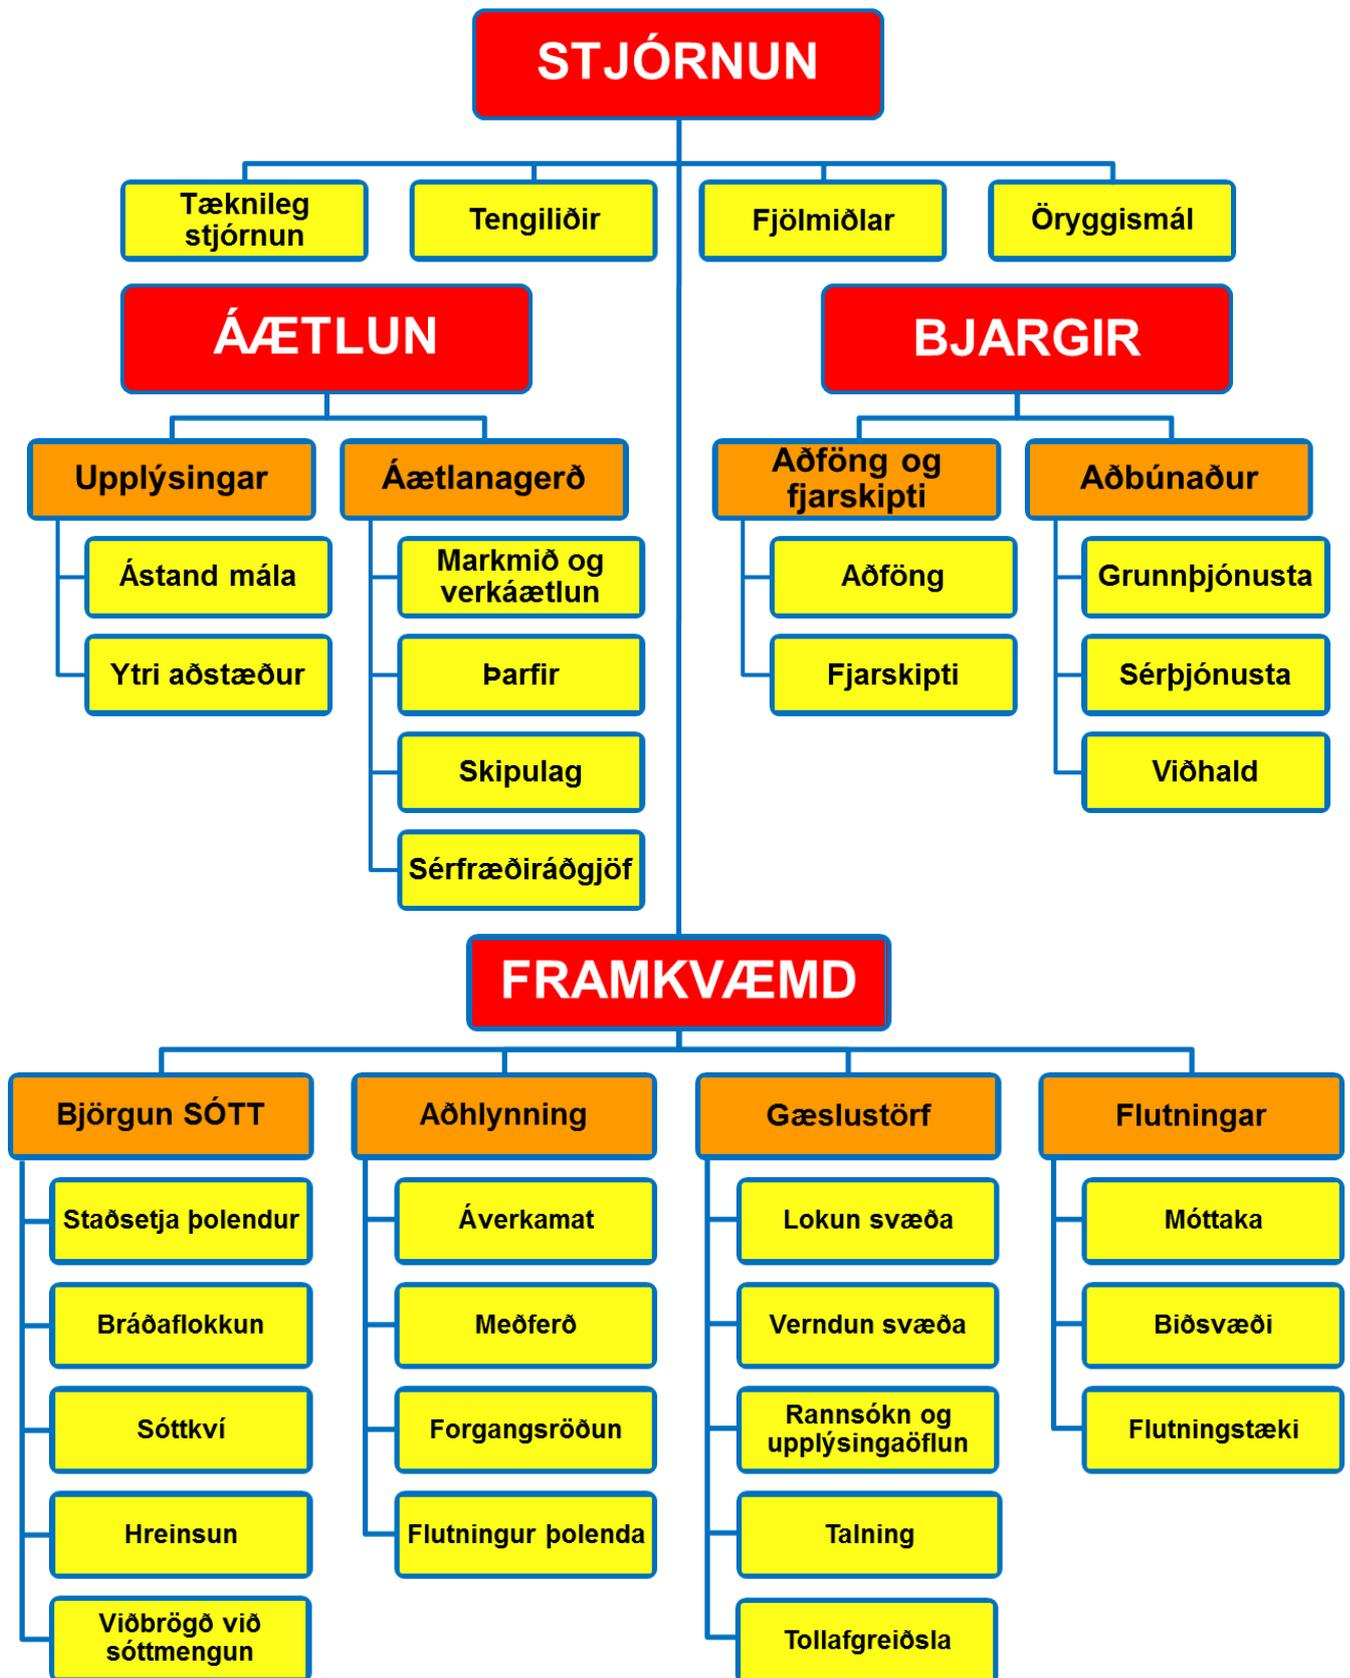 STJÓRNUN
Tæknileg
stjórnun
Tengiliðir
Fjölmiðlar
Öryggismál
ÁÆTLUN
BJARGIR
Upplýsingar
Áætlanagerð
Aðföng og
fjarskipti
Aðbúnaður
Ástand mála
Ytri aðstæður
Markmið og
verkáætlun
Þarfir
Skipulag
Sérfræðiráðgjöf
Aðföng
Fjarskipti
Grunnþjónusta
Sérþjónusta
Viðhald
FRAMKVÆMD
Björgun SÓTT
Aðhlynning
Gæslustörf
Flutningar
Staðsetja þolendur
Bráðaflokkun
Sóttkví
Hreinsun
Viðbrögð við
sóttmengun
Áverkamat
Meðferð
Forgangsröðun
Flutningur þolenda
Lokun svæða
Verndun svæða
Rannsókn og
upplýsingaöflun
Talning
Tollafgreiðsla
Móttaka
Biðsvæði
Flutningstæki